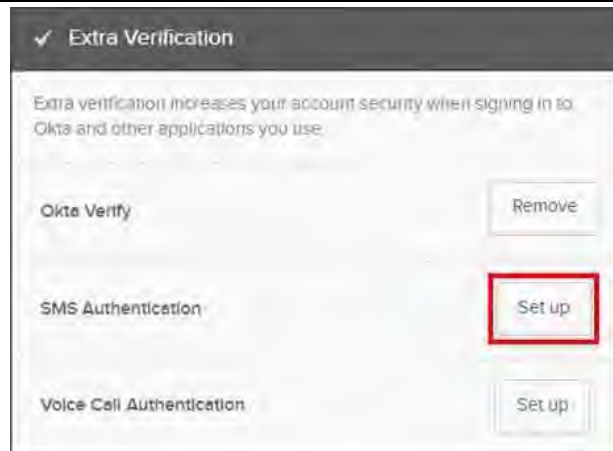 Extra Verification
Extra verification increases your account security when signing in to
Okta and other applications you use
Okta Verify
Remove
SMS Authentication
Set up
Voice Call Authentication
Set up